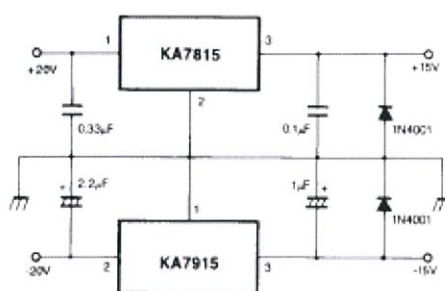 1
KA7815
3
+20V
+15V
2
0.33µF
0.1µF
1N4001
2.2µF
+
1µF
+
1
1N4001
2
KA7915
3
-20V
-15V